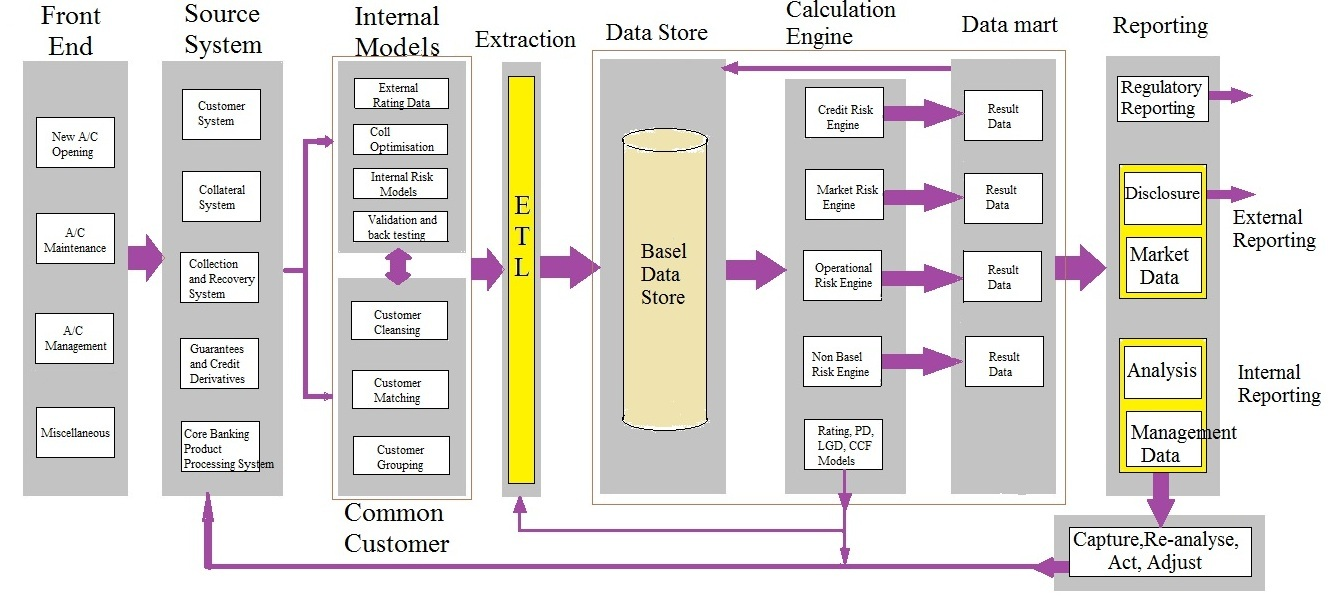 Front
End
New A/C
Opening
A/C
Maintenance
A/C
Management
Miscellaneous
Source
System
Customer
System
Collateral
System
Collection
and Recovery
System
Guarantees
and Credit
Derivatives
Core Banking
Product
Processing System
Internal
Models
External
Rating Data
Coll
Optimisation
Internal Risk
Models
Validation and
back testing
Customer
Cleansing
Customer
Matching
Customer
Grouping
Common
Customer
Extraction
E
T
L
Data Store
Basel
Data
Store
Calculation
Engine
Credit Risk
Engine
Market Risk
Engine
Operational
Risk Engine
Non Basel
Risk Engine
Rating, PD,
LGD, CCF
Models
Data mart
Result
Data
Result
Data
Result
Data
Result
Data
Reporting
Regulatory
Reporting
Disclosure
Market
Data
External
Reporting
Analysis
Management
Data
Internal
Reporting
Capture,Re-analyse,
Act, Adjust